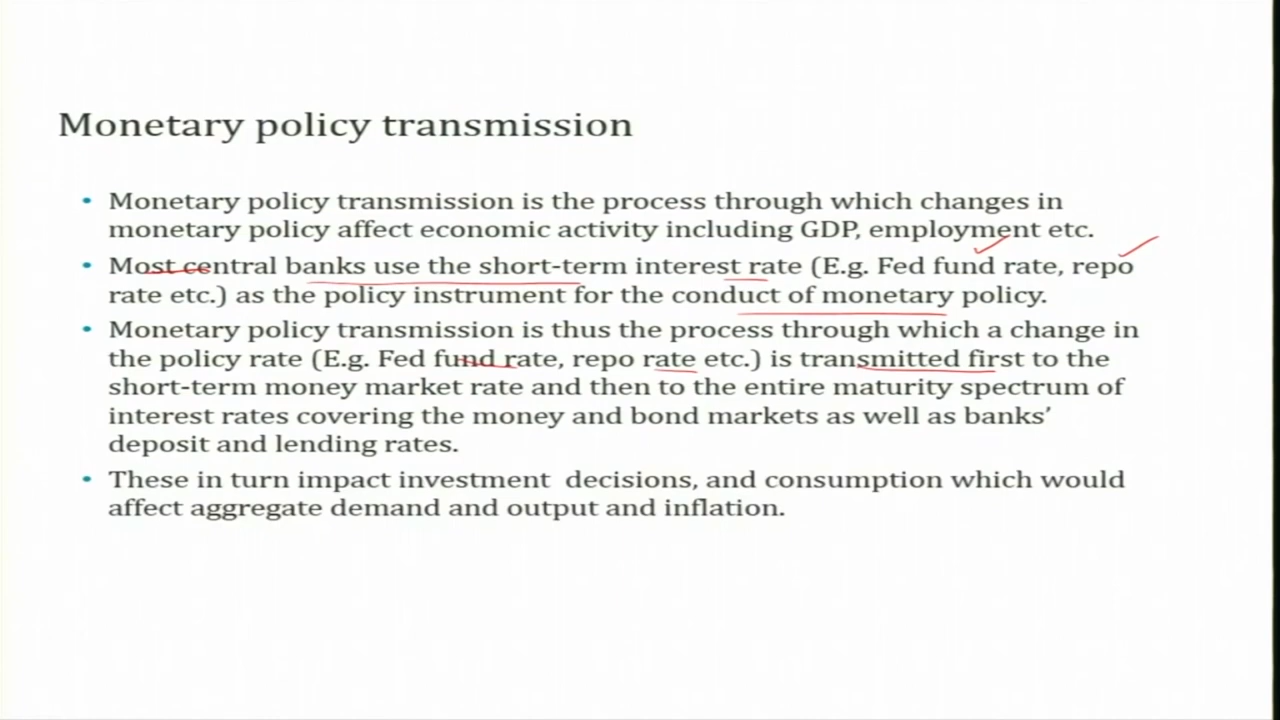 Monetary policy transmission
• Monetary policy transmission is the process through which changes in
monetary policy affect economic activity including GDP, employment etc.
• Most central banks use the short-term interest rate (E.g. Fed fund rate, repo
rate etc.) as the policy instrument for the conduct of monetary policy.
• Monetary policy transmission is thus the process through which a change in
the policy rate (E.g. Fed fund rate, repo rate etc.) is transmitted first to the
short-term money market rate and then to the entire maturity spectrum of
interest rates covering the money and bond markets as well as banks'
deposit and lending rates.
• These in turn impact investment decisions, and consumption which would
affect aggregate demand and output and inflation.